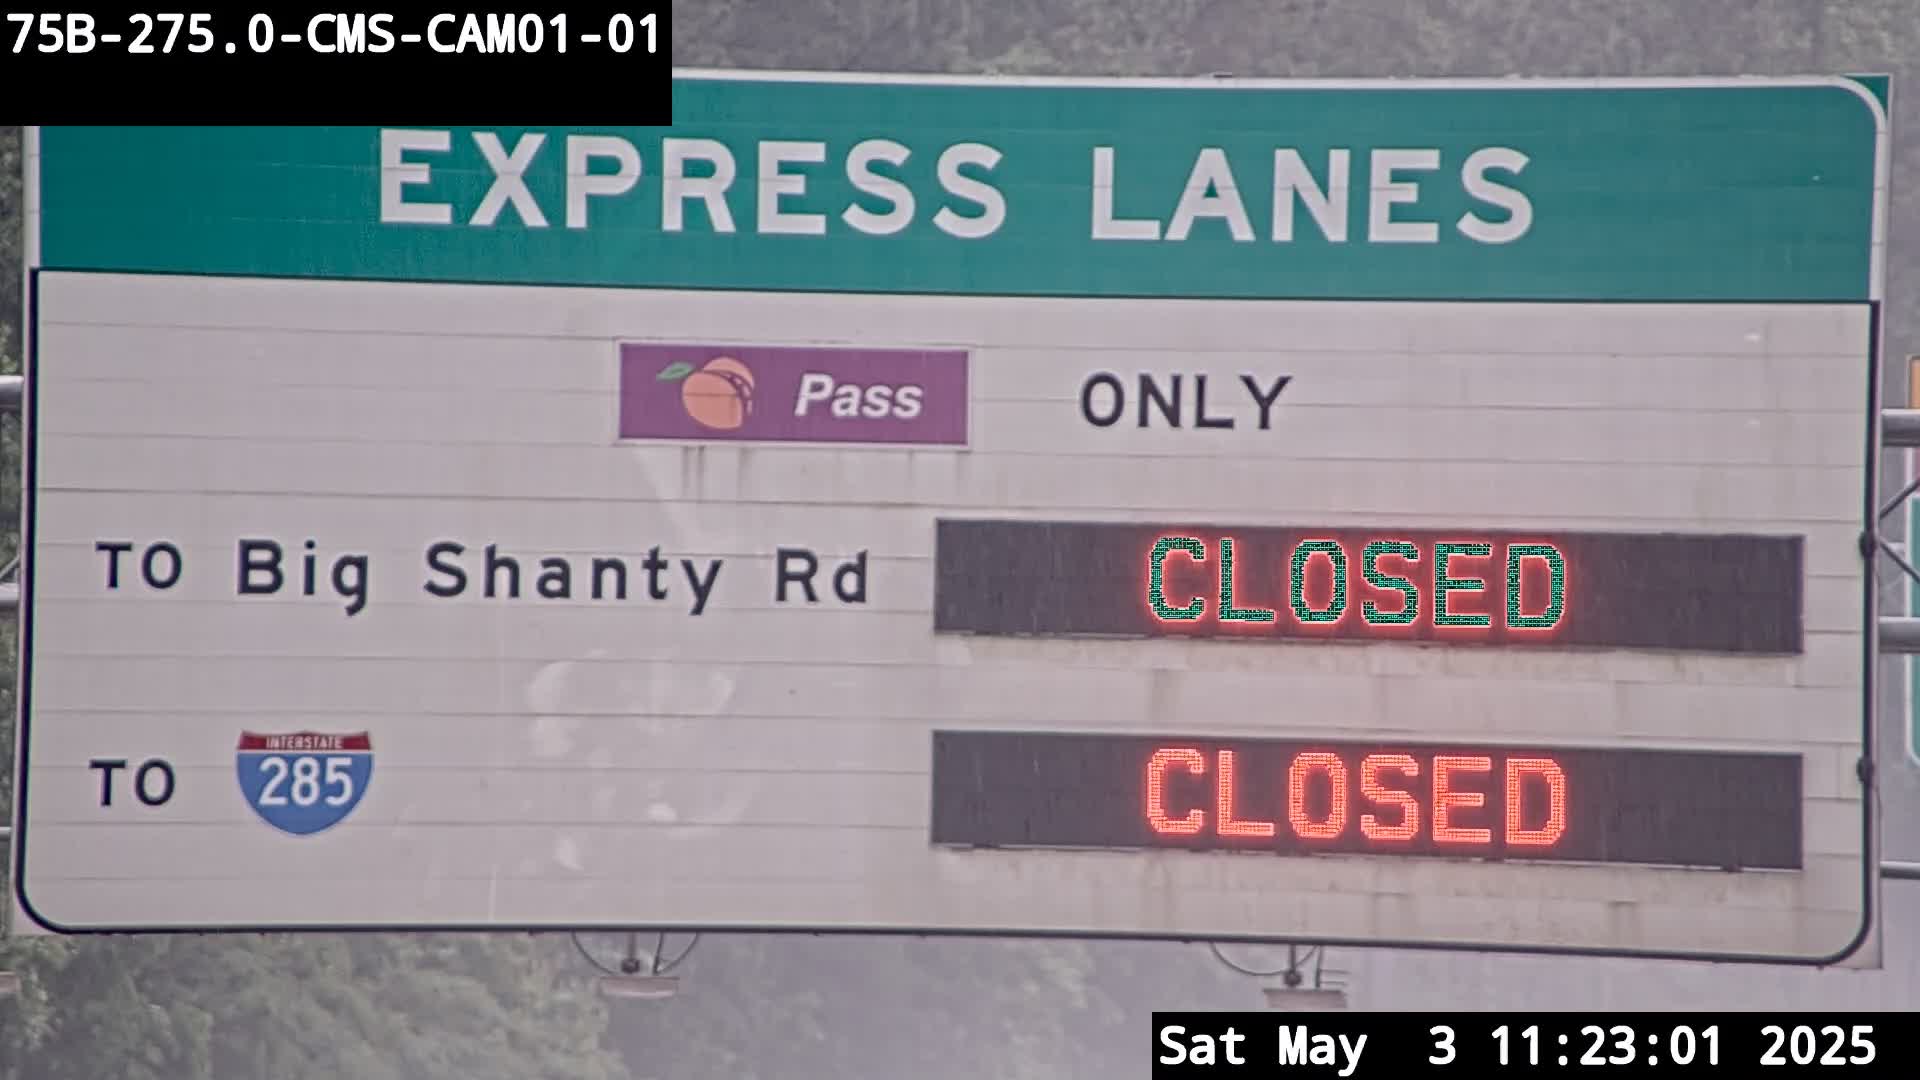 75B-275.0-CMS-CAM01-01
EXPRESS LANES
Pass ONLY
TO Big Shanty Rd CLOSED
INTERSTATE
TO 285 CLOSED
Sat May 3 11:23:01 2025